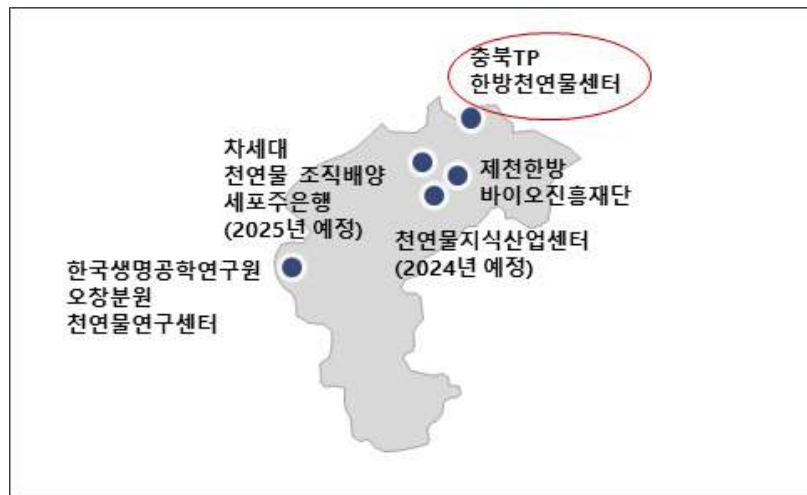 충북TP
한방천연물센터
차세대
천연물 조직배양
세포주은행
(2025년 예정)
제천한방
바이오진흥재단
천연물지식산업센터
(2024년 예정)
한국생명공학연구원
오창분원
천연물연구센터